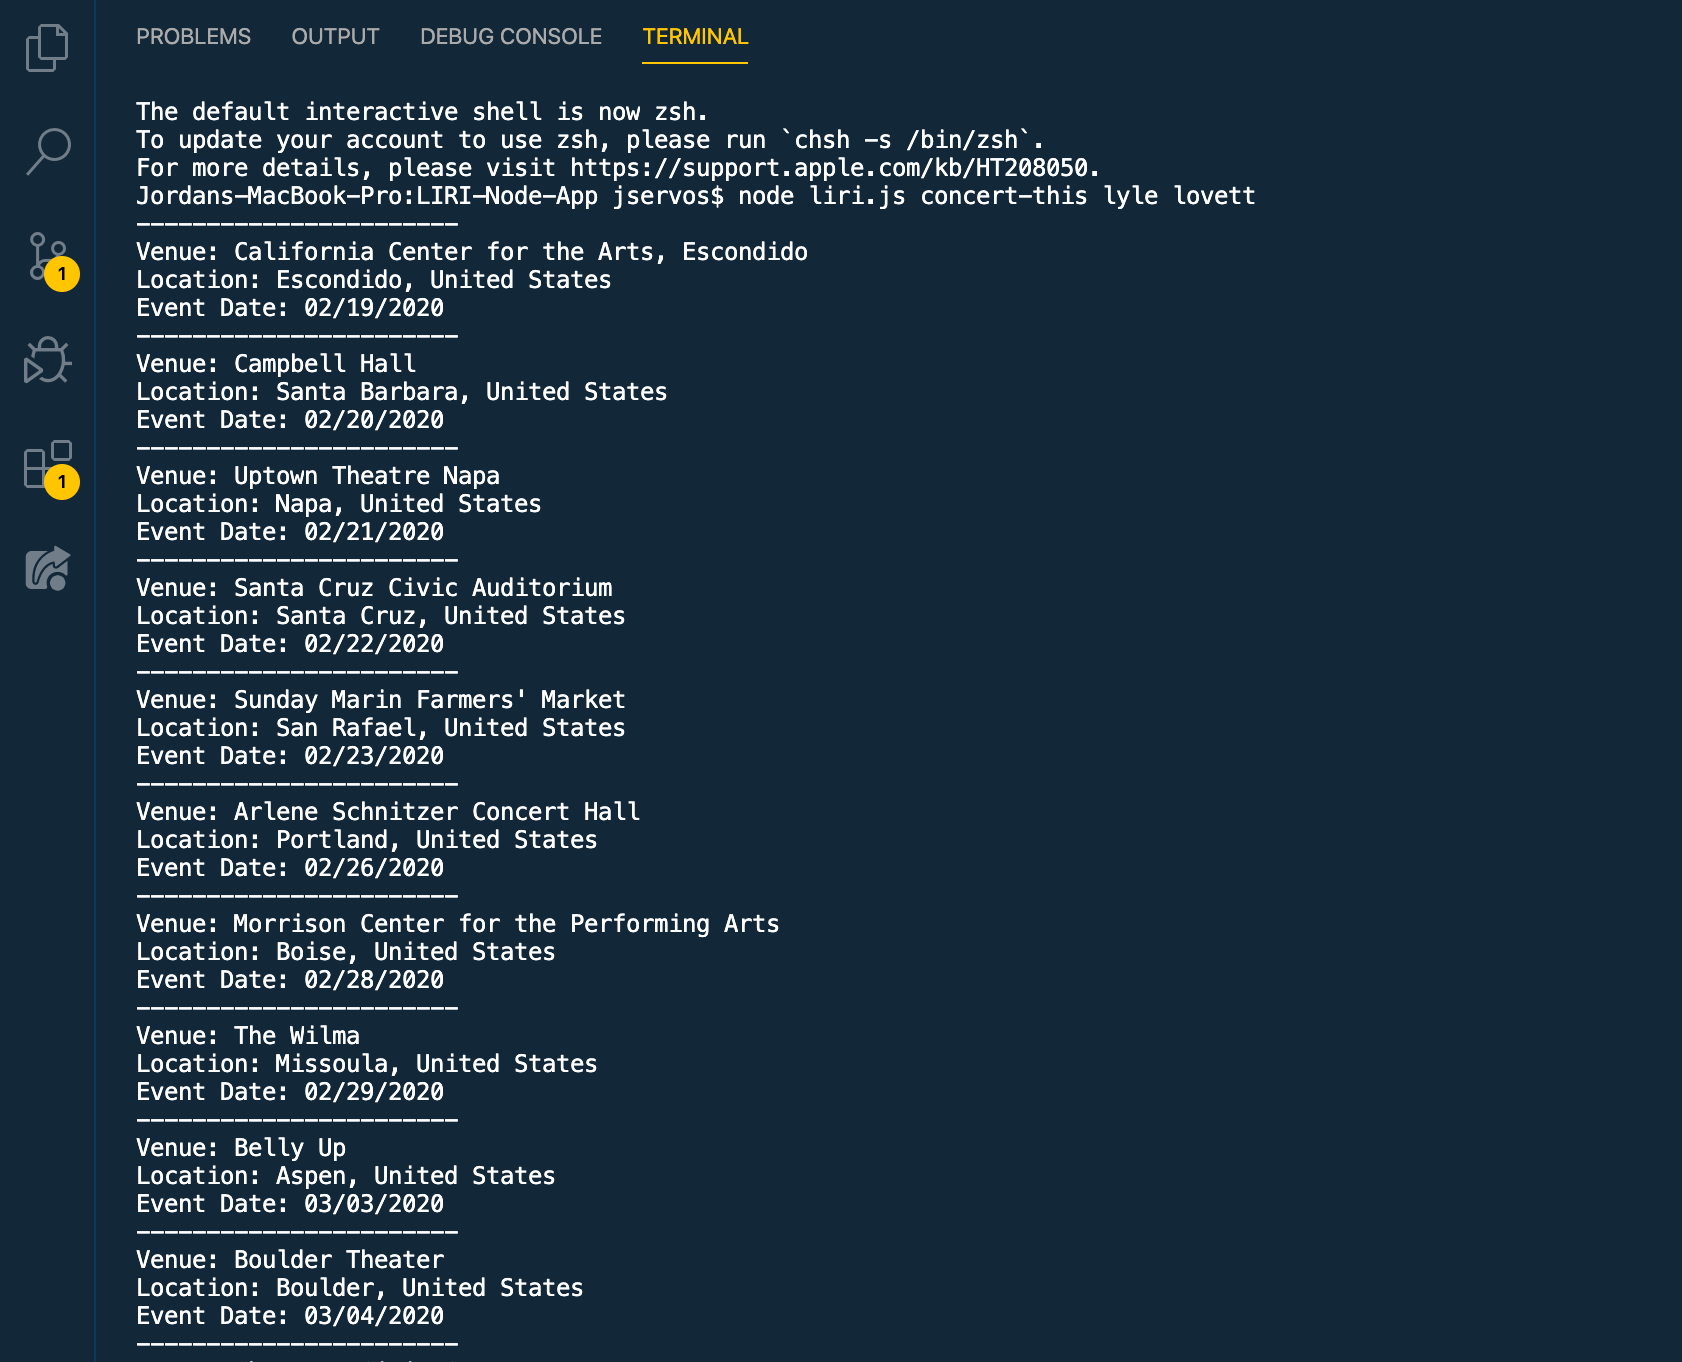 PROBLEMS OUTPUT DEBUG CONSOLE TERMINAL
The default interactive shell is now zsh.
To update your account to use zsh, please run `chsh -s /bin/zsh`.
For more details, please visit https://support.apple.com/kb/HT208050.
Jordans-MacBook-Pro:LIRI-Node-App jservos$ node liri.js concert-this lyle lovett
-----------------------
Venue: California Center for the Arts, Escondido
Location: Escondido, United States
Event Date: 02/19/2020
-----------------------
1
Venue: Campbell Hall
Location: Santa Barbara, United States
Event Date: 02/20/2020
-----------------------
Venue: Uptown Theatre Napa
1
Location: Napa, United States
Event Date: 02/21/2020
-----------------------
Venue: Santa Cruz Civic Auditorium
Location: Santa Cruz, United States
Event Date: 02/22/2020
-----------------------
Venue: Sunday Marin Farmers' Market
Location: San Rafael, United States
Event Date: 02/23/2020
-----------------------
Venue: Arlene Schnitzer Concert Hall
Location: Portland, United States
Event Date: 02/26/2020
-----------------------
Venue: Morrison Center for the Performing Arts
Location: Boise, United States
Event Date: 02/28/2020
-----------------------
Venue: The Wilma
Location: Missoula, United States
Event Date: 02/29/2020
-----------------------
Venue: Belly Up
Location: Aspen, United States
Event Date: 03/03/2020
-----------------------
Venue: Boulder Theater
Location: Boulder, United States
Event Date: 03/04/2020
-----------------------